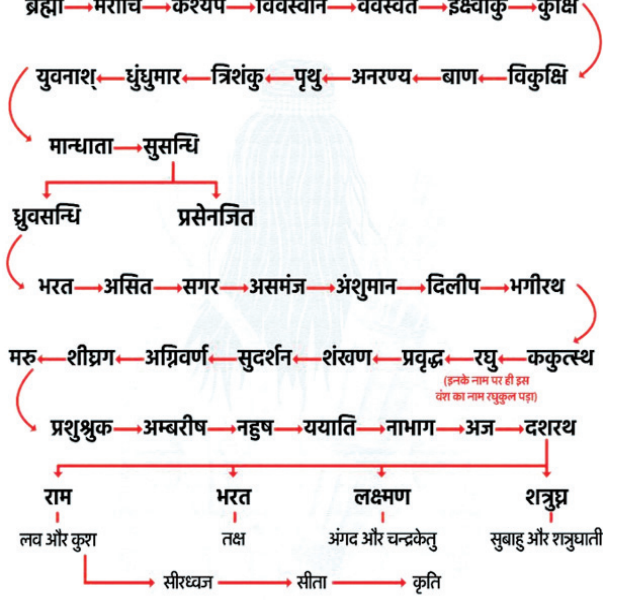 ब्रह्मा मरीचि कश्यप विवस्वान वैवस्वत इक्ष्वाकु कुक्षि
युवनाश् धुंधुमार त्रिशंकु पृथु अनरण्य बाण विकुक्षि
मान्धाता सुसन्धि
ध्रुवसन्धि प्रसेनजित
भरत असित सगर असमंज अंशुमान दिलीप भगीरथ
मरु शीघ्रग अग्निवर्ण सुदर्शन शंखण प्रवृद्ध रघु ककुत्स्थ
(इनके नाम पर ही इस
वंश का नाम रघुकुल पड़ा)
प्रशुश्रुक अम्बरीष नहुष ययाति नाभाग अज दशरथ
राम भरत लक्ष्मण शत्रुघ्न
लव और कुश तक्ष अंगद और चन्द्रकेतु सुबाहु और शत्रुघाती
सीरध्वज सीता कृति